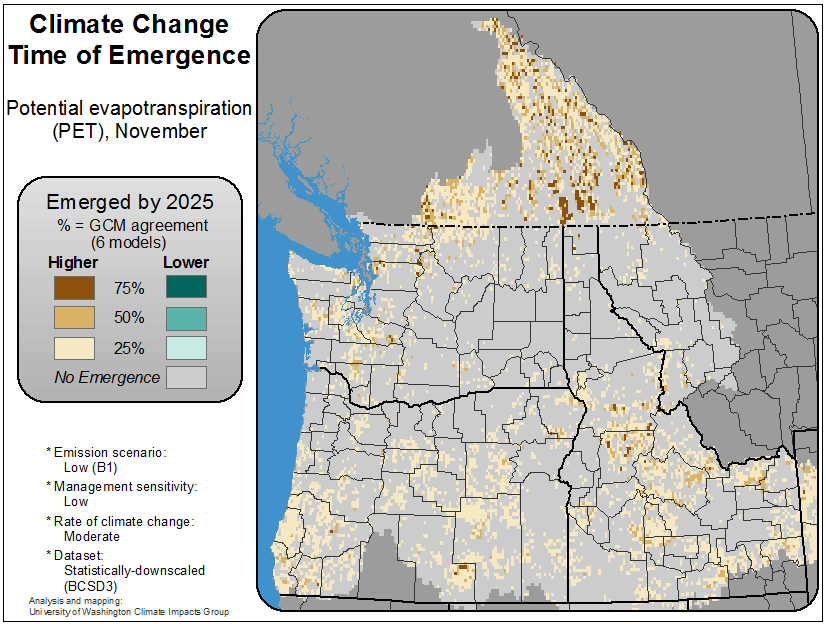 Climate Change
Time of Emergence
Potential evapotranspiration
(PET), November
Emerged by 2025
% = GCM agreement
(6 models)
Higher Lower
75%
50%
25%
No Emergence
* Emission scenario:
Low (B1)
* Management sensitivity:
Low
* Rate of climate change:
Moderate
* Dataset:
Statistically-downscaled
(BCSD3)
Analysis and mapping:
University of Washington Climate Impacts Group